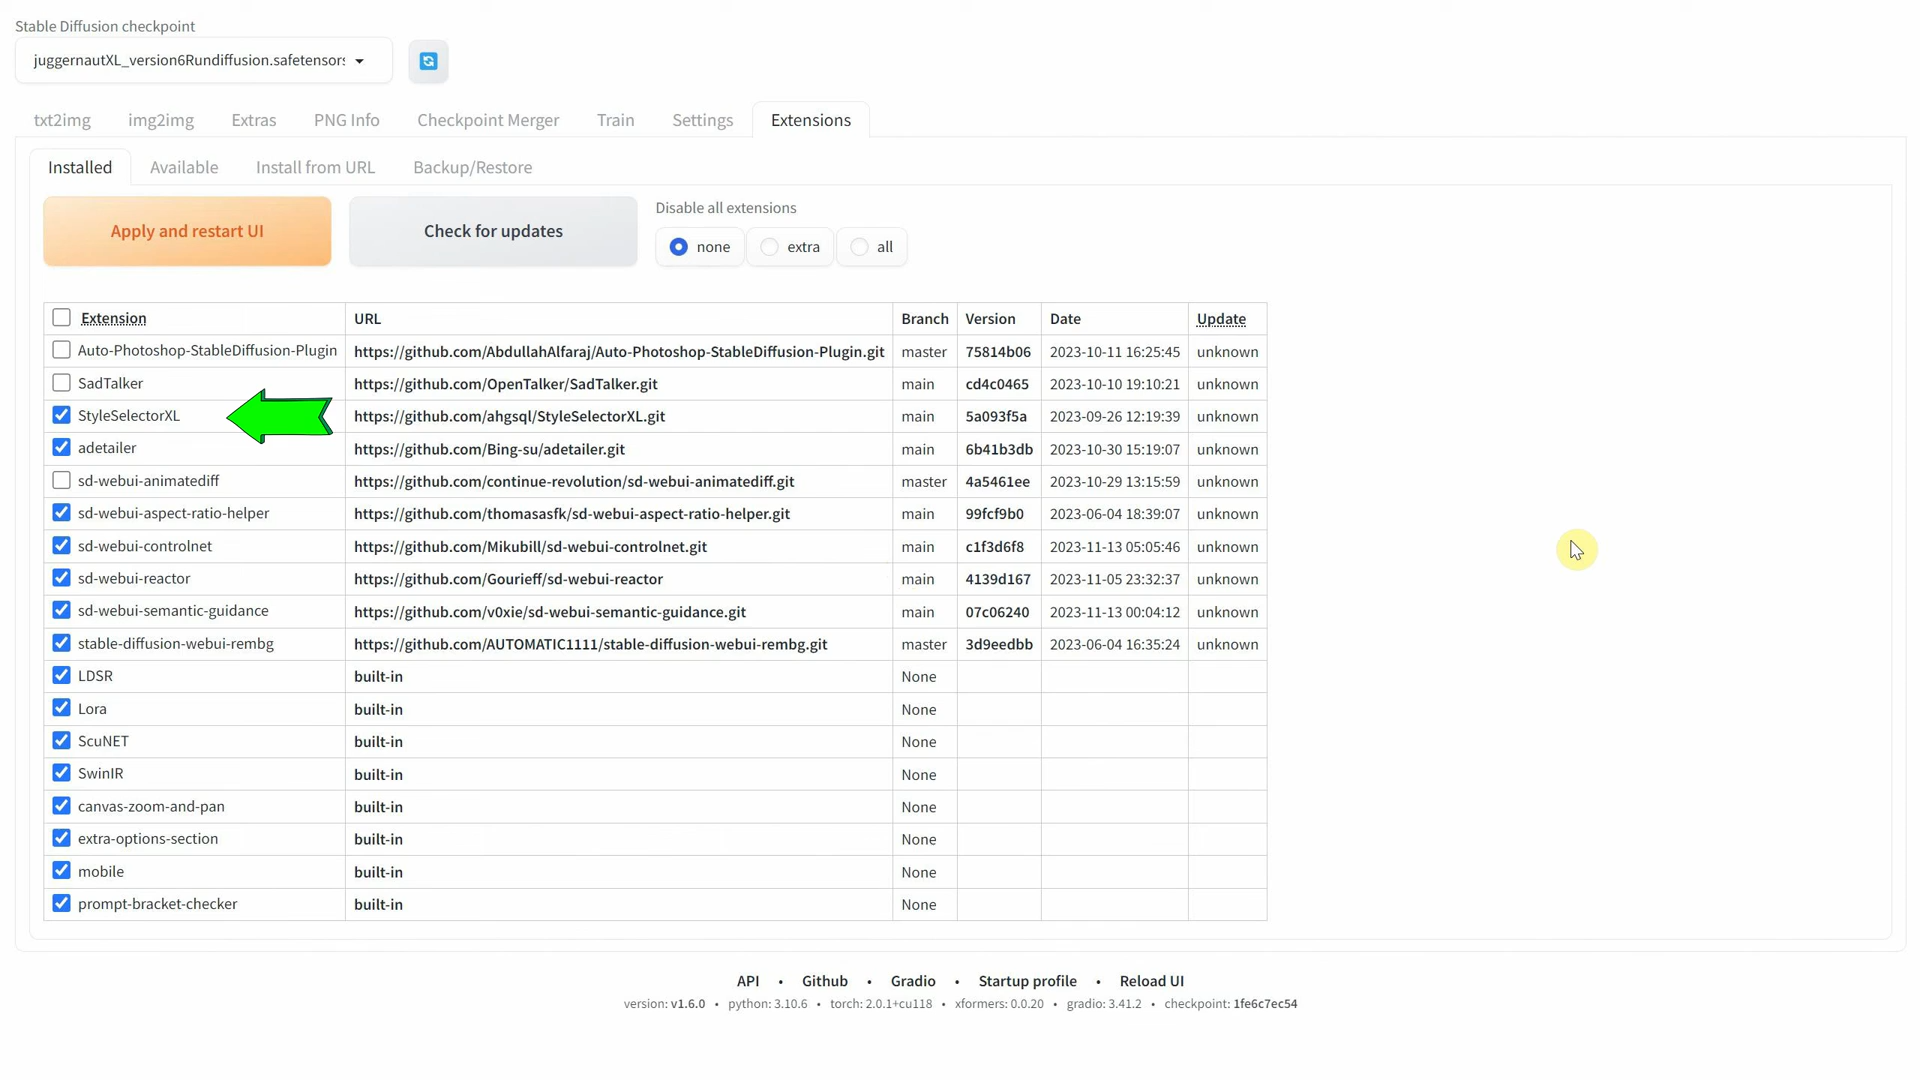 Stable Diffusion checkpoint
juggernautXL_version6Rundiffusion.safetensors
txt2img img2img Extras PNG Info Checkpoint Merger Train Settings Extensions
Installed Available Install from URL Backup/Restore
Apply and restart UI Check for updates
Disable all extensions
none extra all
Extension URL Branch Version Date Update
Auto-Photoshop-StableDiffusion-Plugin https://github.com/AbdullahAlfaraj/Auto-Photoshop-StableDiffusion-Plugin.git master 75814b06 2023-10-11 16:25:45 unknown
SadTalker https://github.com/OpenTalker/SadTalker.git main cd4c0465 2023-10-10 19:10:21 unknown
StyleSelectorXL https://github.com/ahgsql/StyleSelectorXL.git main 5a093f5a 2023-09-26 12:19:39 unknown
adetailer https://github.com/Bing-su/adetailer.git main 6b41b3db 2023-10-30 15:19:07 unknown
sd-webui-animatediff https://github.com/continue-revolution/sd-webui-animatediff.git master 4a5461ee 2023-10-29 13:15:59 unknown
sd-webui-aspect-ratio-helper https://github.com/thomasasfk/sd-webui-aspect-ratio-helper.git main 99fcf9b0 2023-06-04 18:39:07 unknown
sd-webui-controlnet https://github.com/Mikubill/sd-webui-controlnet.git main c1f3d6f8 2023-11-13 05:05:46 unknown
sd-webui-reactor https://github.com/Gourieff/sd-webui-reactor main 4139d167 2023-11-05 23:32:37 unknown
sd-webui-semantic-guidance https://github.com/v0xie/sd-webui-semantic-guidance.git main 07c06240 2023-11-13 00:04:12 unknown
stable-diffusion-webui-rembg https://github.com/AUTOMATIC1111/stable-diffusion-webui-rembg.git master 3d9eedbb 2023-06-04 16:35:24 unknown
LDSR built-in None
Lora built-in None
ScuNET built-in None
SwinIR built-in None
canvas-zoom-and-pan built-in None
extra-options-section built-in None
mobile built-in None
prompt-bracket-checker built-in None
API • Github • Gradio • Startup profile • Reload UI
version: v1.6.0 • python: 3.10.6 • torch: 2.0.1+cu118 • xformers: 0.0.20 • gradio: 3.41.2 • checkpoint: 1fe6c7ec54